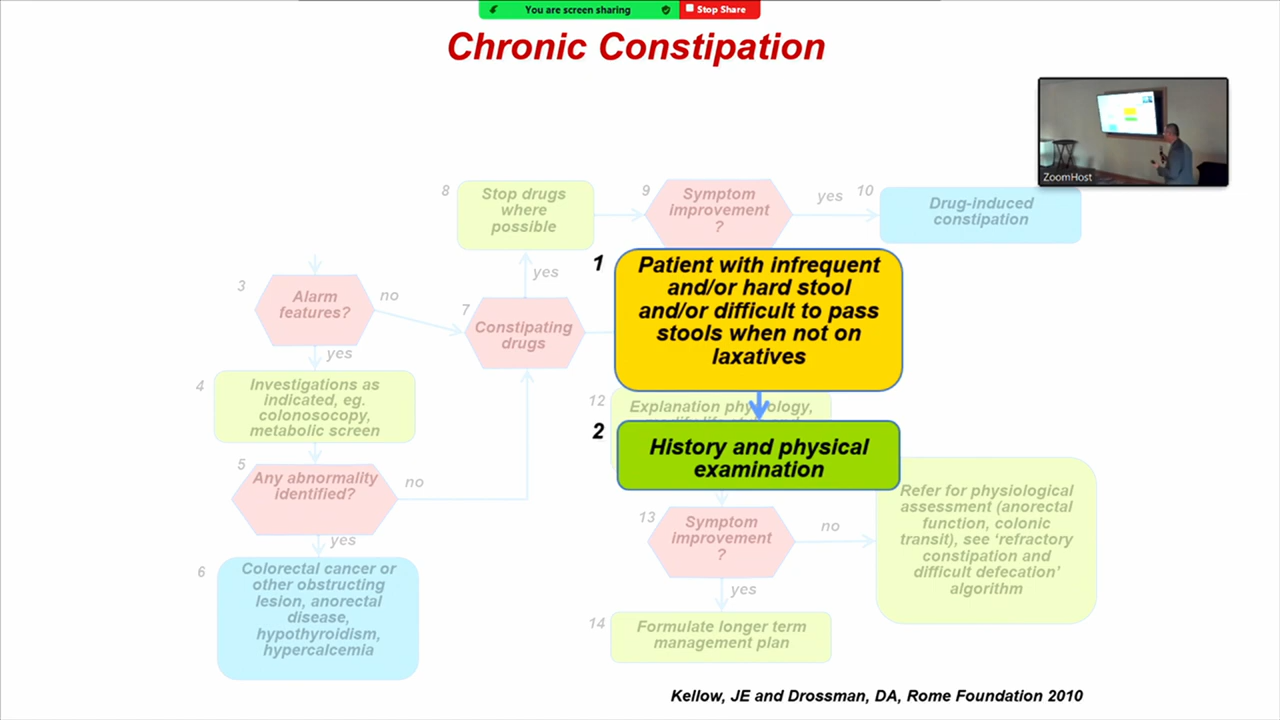 You are screen sharing
Stop Share
Chronic Constipation
ZoomHost
8
Stop drugs
where
possible
9
Symptom
improvement
?
yes
10
Drug-induced
constipation
yes
1
Patient with infrequent
and/or hard stool
and/or difficult to pass
stools when not on
laxatives
3
Alarm
features?
no
7
Constipating
drugs
yes
4
Investigations as
indicated, eg.
colonosocopy,
metabolic screen
12
Explanation physiology,
2
History and physical
examination
5
Any abnormality
identified?
no
yes
6
Colorectal cancer or
other obstructing
lesion, anorectal
disease,
hypothyroidism,
hypercalcemia
13
Symptom
improvement
?
no
Refer for physiological
assessment (anorectal
function, colonic
transit), see ‘refractory
constipation and
difficult defecation’
algorithm
yes
14
Formulate longer term
management plan
Kellow, JE and Drossman, DA, Rome Foundation 2010